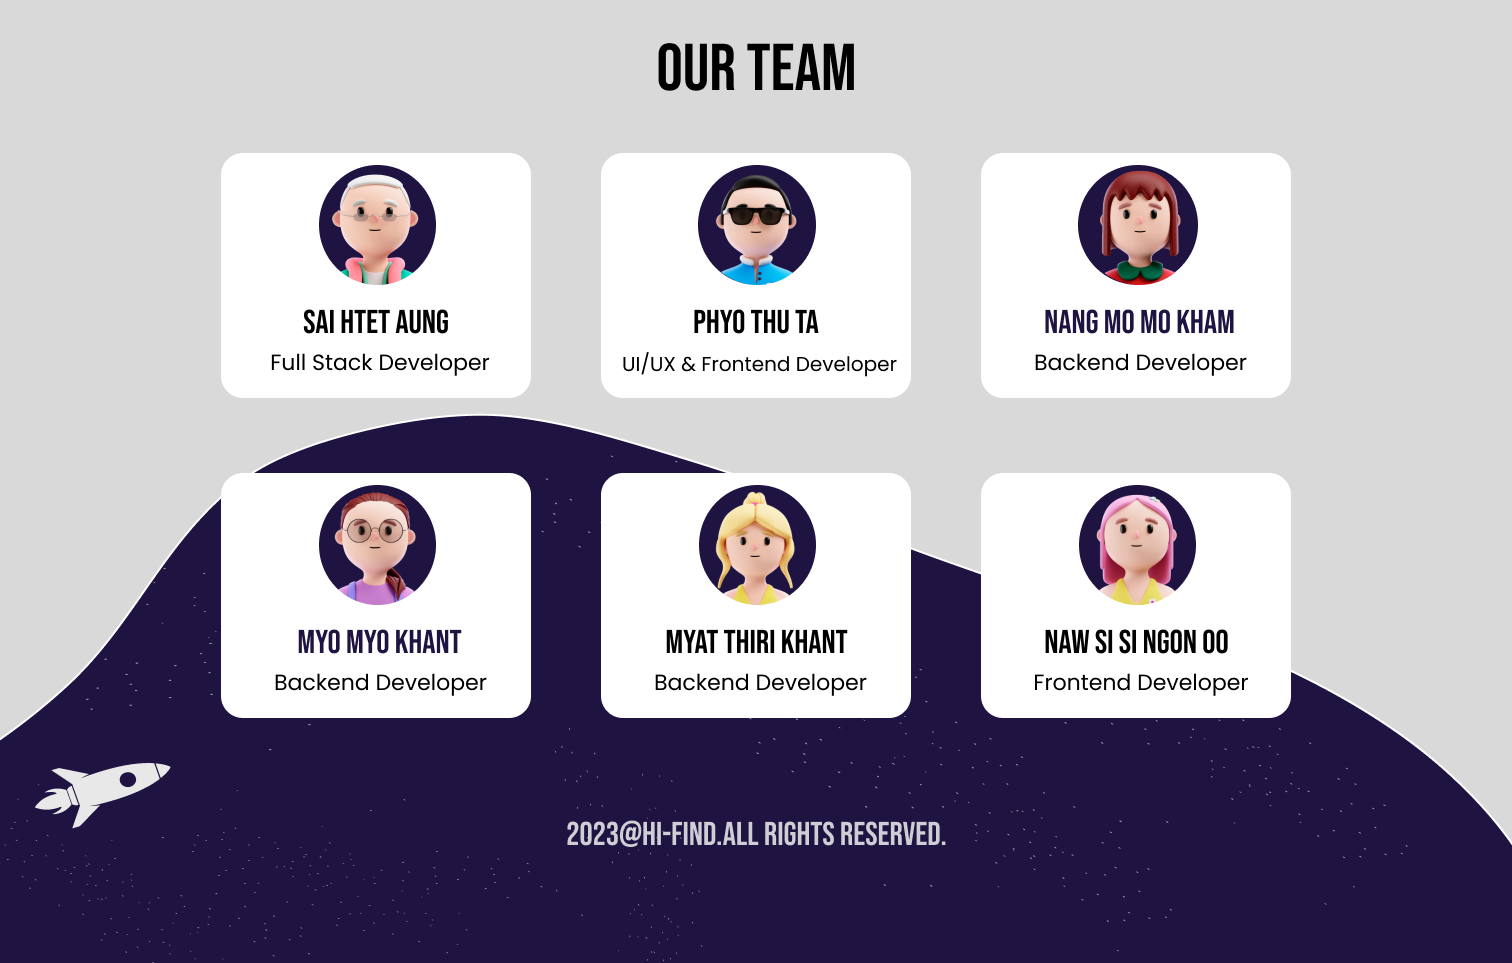 OUR TEAM
SAI HTET AUNG
Full Stack Developer
PHYO THU TA
UI/UX & Frontend Developer
NANG MO MO KHAM
Backend Developer
MYO MYO KHANT
Backend Developer
MYAT THIRI KHANT
Backend Developer
NAW SI SI NGON OO
Frontend Developer
2023@HI-FIND.ALL RIGHTS RESERVED.